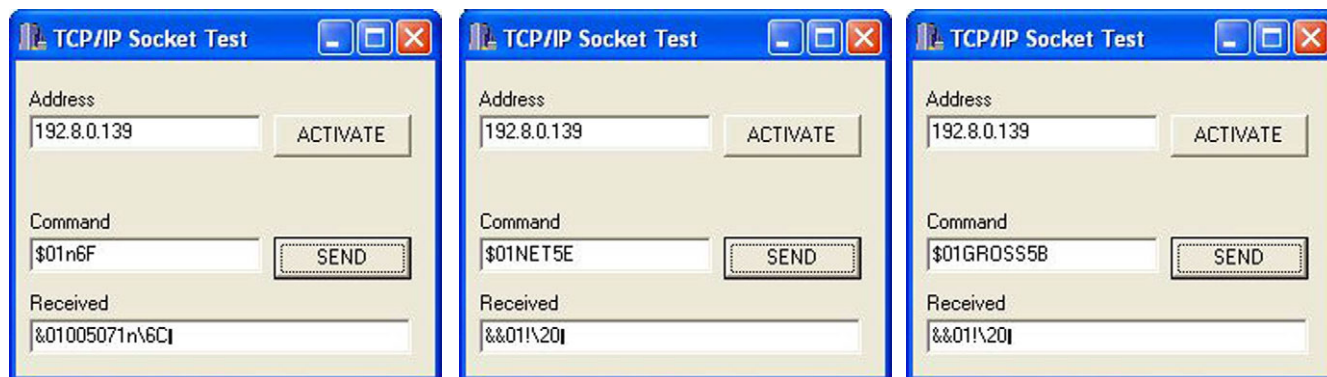 TCP/IP Socket Test
Address
192.8.0.139
ACTIVATE
Command
$01n6F
SEND
Received
&01005071n\6C
TCP/IP Socket Test
Address
192.8.0.139
ACTIVATE
Command
$01NET5E
SEND
Received
&&01!\20
TCP/IP Socket Test
Address
192.8.0.139
ACTIVATE
Command
$01GROSS5B
SEND
Received
&&01!\20